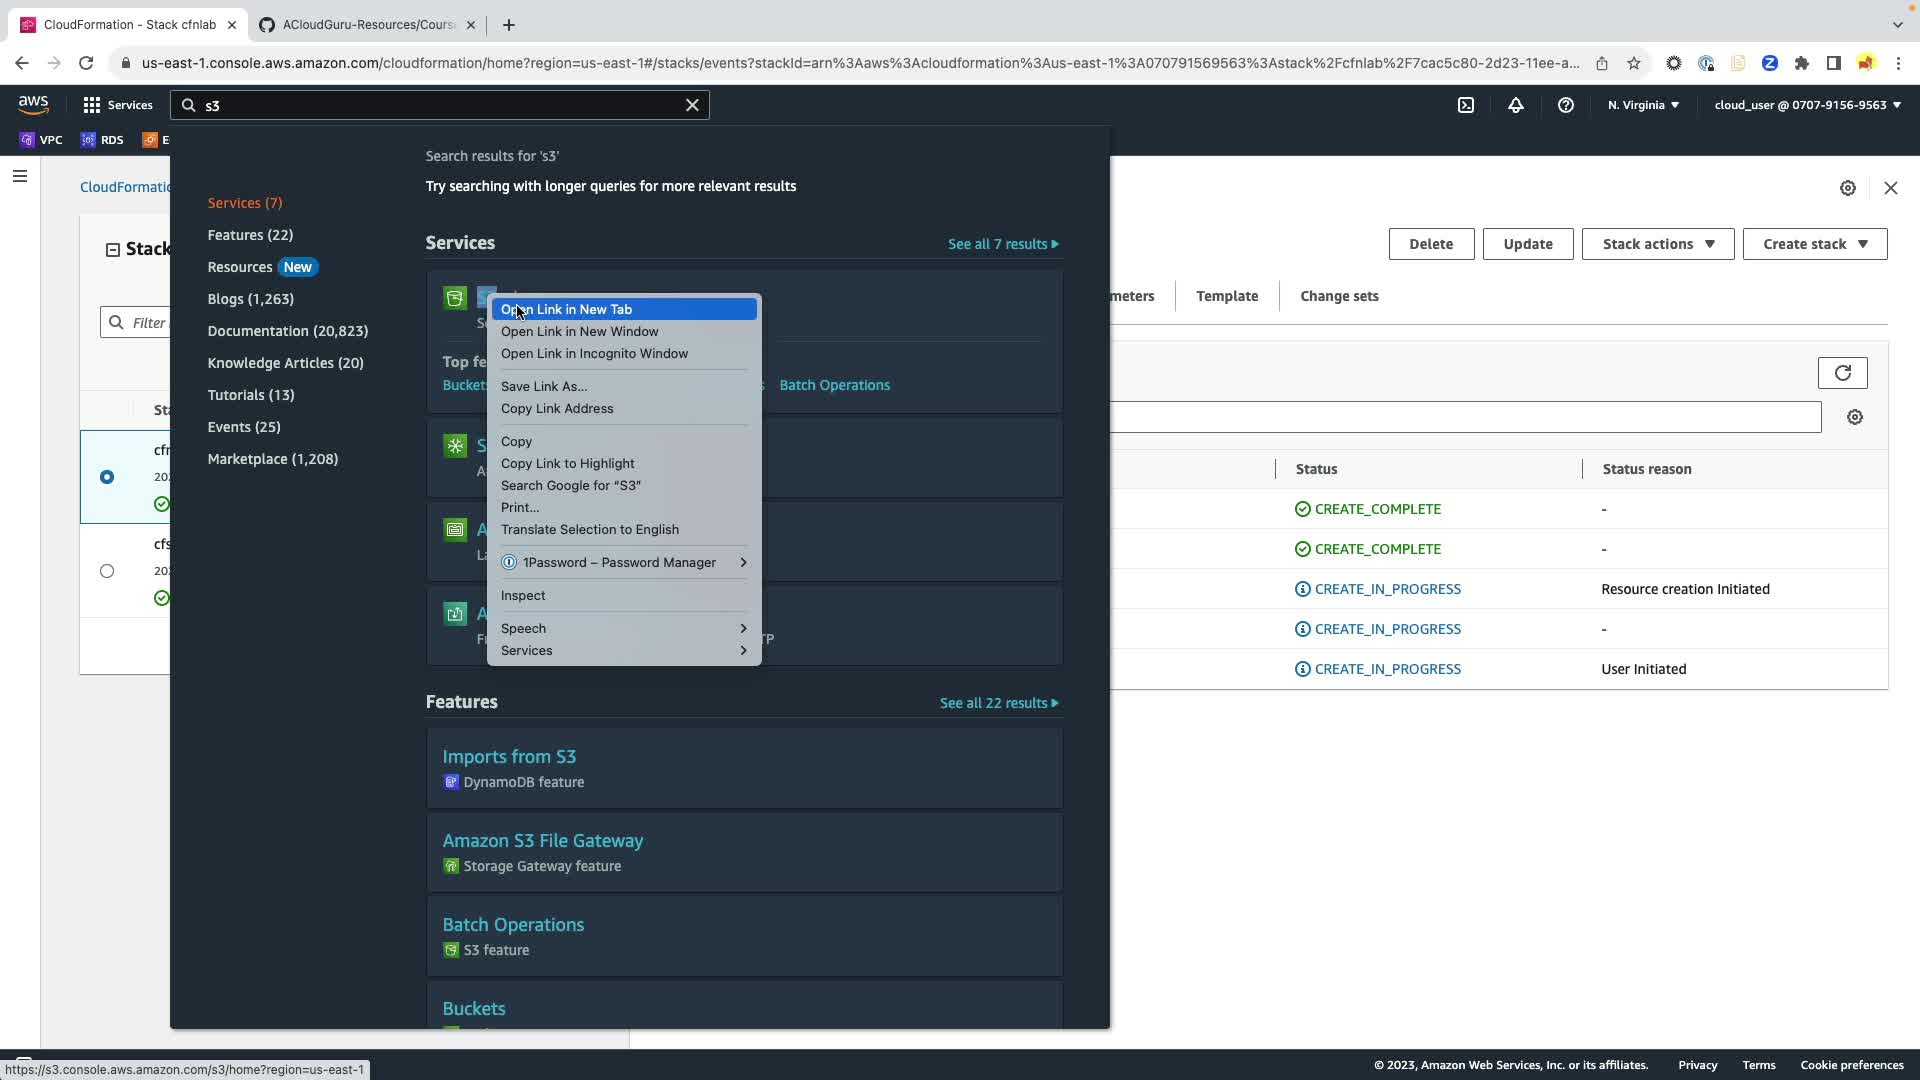 CloudFormation - Stack cfnlab
ACloudGuru-Resources/Cours
us-east-1.console.aws.amazon.com/cloudformation/home?region=us-east-1#/stacks/events?stackId=arn%3Aaws%3Acloudformation%3Aus-east-1%3A070791569563%3Astack%2Fcfnlab%2F7cac5c80-2d23-11ee-a...
aws
Services
s3
N. Virginia
cloud_user @ 0707-9156-9563
VPC
RDS
E
CloudFormatio
Stack
Filter
Sta
cfn
202
cfs
202
Search results for 's3'
Try searching with longer queries for more relevant results
Services (7)
Features (22)
Resources New
Blogs (1,263)
Documentation (20,823)
Knowledge Articles (20)
Tutorials (13)
Events (25)
Marketplace (1,208)
Services
See all 7 results
Top fe
Buckets
Batch Operations
Open Link in New Tab
Open Link in New Window
Open Link in Incognito Window
Save Link As...
Copy Link Address
Copy
Copy Link to Highlight
Search Google for “S3”
Print...
Translate Selection to English
1Password – Password Manager
Inspect
Speech
Services
TP
Features
See all 22 results
Imports from S3
DynamoDB feature
Amazon S3 File Gateway
Storage Gateway feature
Batch Operations
S3 feature
Buckets
Delete
Update
Stack actions
Create stack
meters
Template
Change sets
Status
Status reason
CREATE_COMPLETE
-
CREATE_COMPLETE
-
CREATE_IN_PROGRESS
Resource creation Initiated
CREATE_IN_PROGRESS
-
CREATE_IN_PROGRESS
User Initiated
https://s3.console.aws.amazon.com/s3/home?region=us-east-1
© 2023, Amazon Web Services, Inc. or its affiliates.
Privacy
Terms
Cookie preferences